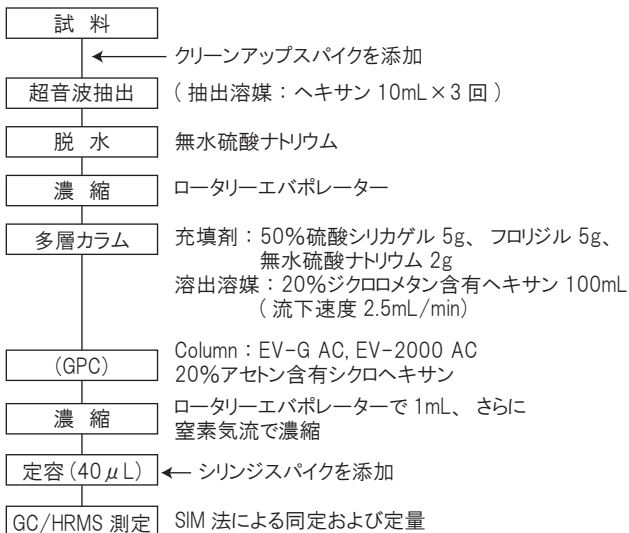 試 料
クリーンアップスパイクを添加
超音波抽出 ( 抽出溶媒 : ヘキサン 10mL×3 回 )
脱 水 無水硫酸ナトリウム
濃 縮 ロータリーエバポレーター
多層カラム 充填剤 : 50%硫酸シリカゲル 5g、 フロリジル 5g、
無水硫酸ナトリウム 2g
溶出溶媒 : 20%ジクロロメタン含有ヘキサン 100mL
( 流下速度 2.5mL/min)
(GPC) Column : EV-G AC, EV-2000 AC
20%アセトン含有シクロヘキサン
濃 縮 ロータリーエバポレーターで 1mL、 さらに
窒素気流で濃縮
定容 (40μL) シリンジスパイクを添加
GC/HRMS 測定 SIM 法による同定および定量